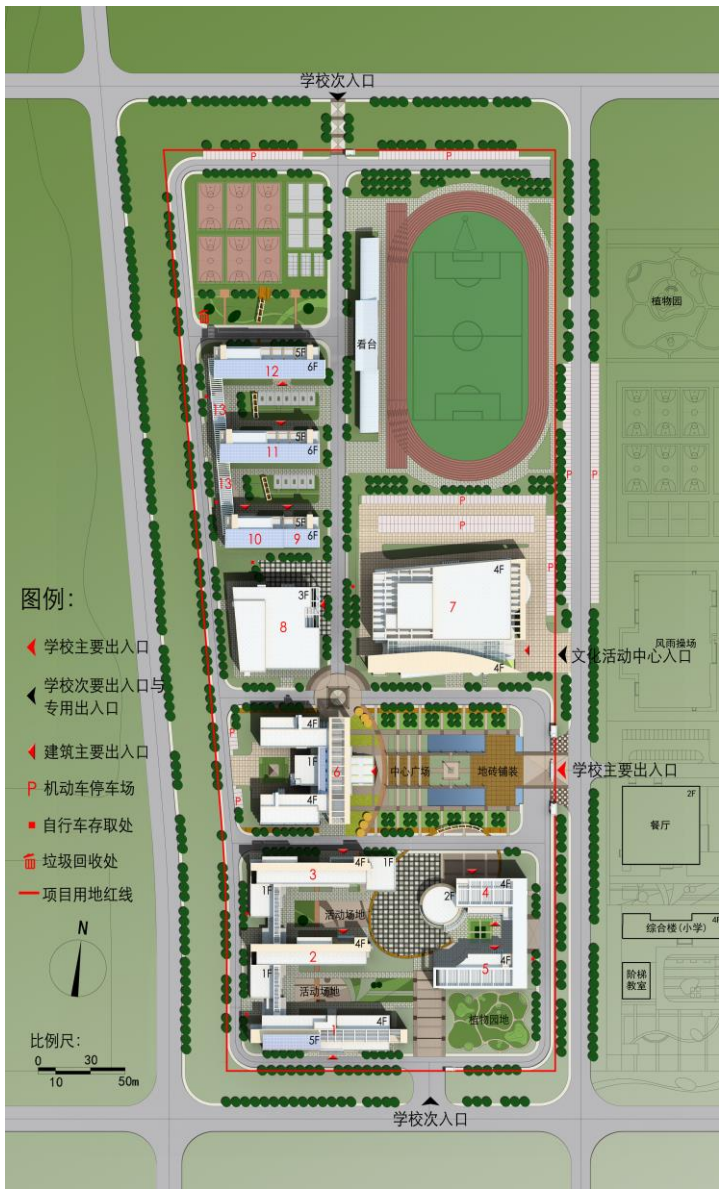 学校次入口
P
P
P
植物园
看台
5F
12
6F
13
5F
11
6F
13
P
P
5F
10
9
6F
P
P
P
图例：
学校主要出入口
学校次要出入口与
专用出入口
建筑主要出入口
P 机动车停车场
自行车存取处
垃圾回收处
项目用地红线
N
比例尺：
0 30
10 50m
3F
8
4F
7
4F
风雨操场
文化活动中心入口
P
4F
1F
6
4F
P
中心广场
地砖铺装
学校主要出入口
2F
餐厅
4F
1F
3
1F
活动场地
2F
4
4F
4F
2
1F
4F
5
活动场地
植物园地
1
4F
5F
综合楼(小学)
4F
阶梯
教室
学校次入口